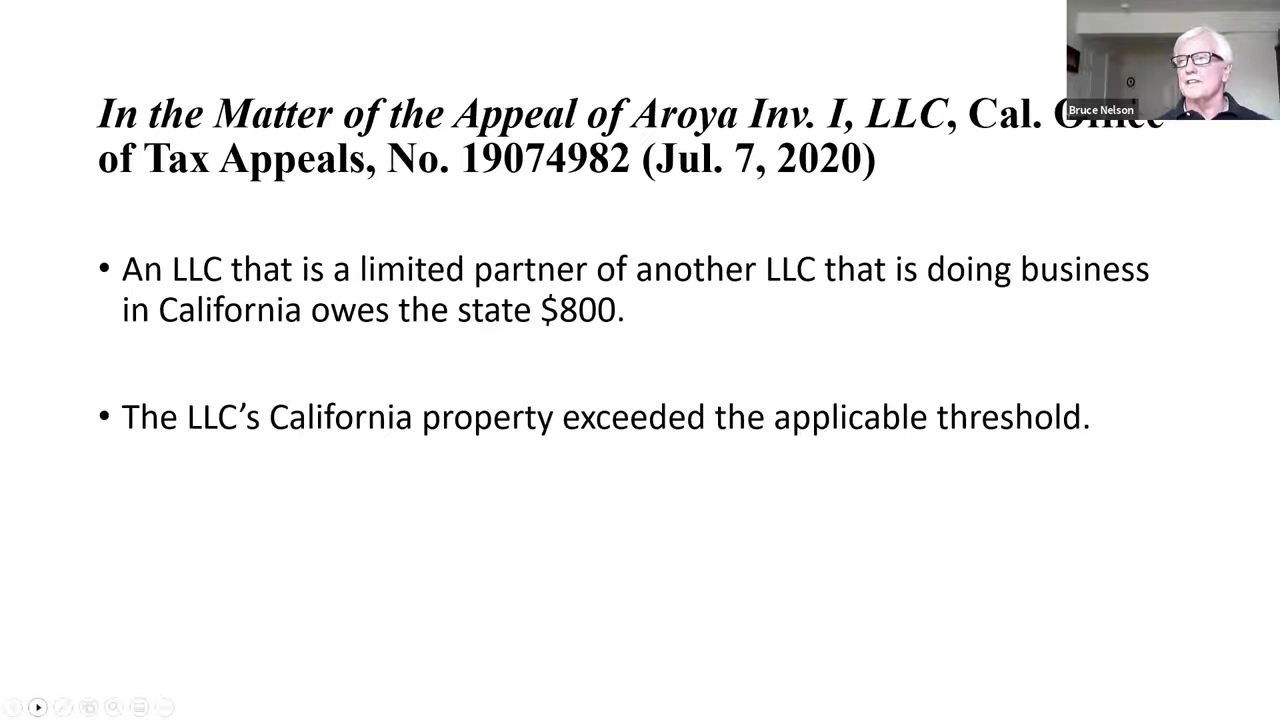 In the Matter of the Appeal of Aroya Inv. I, LLC, Cal.
of Tax Appeals, No. 19074982 (Jul. 7, 2020)
Bruce Nelson
• An LLC that is a limited partner of another LLC that is doing business
in California owes the state $800.
• The LLC’s California property exceeded the applicable threshold.